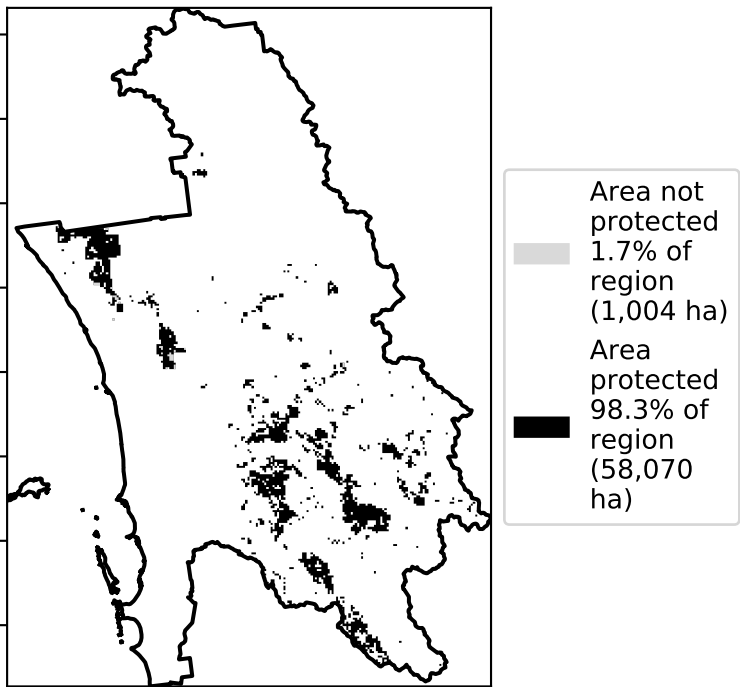 Area not
protected
1.7% of
region
(1,004 ha)
Area
protected
98.3% of
region
(58,070
ha)